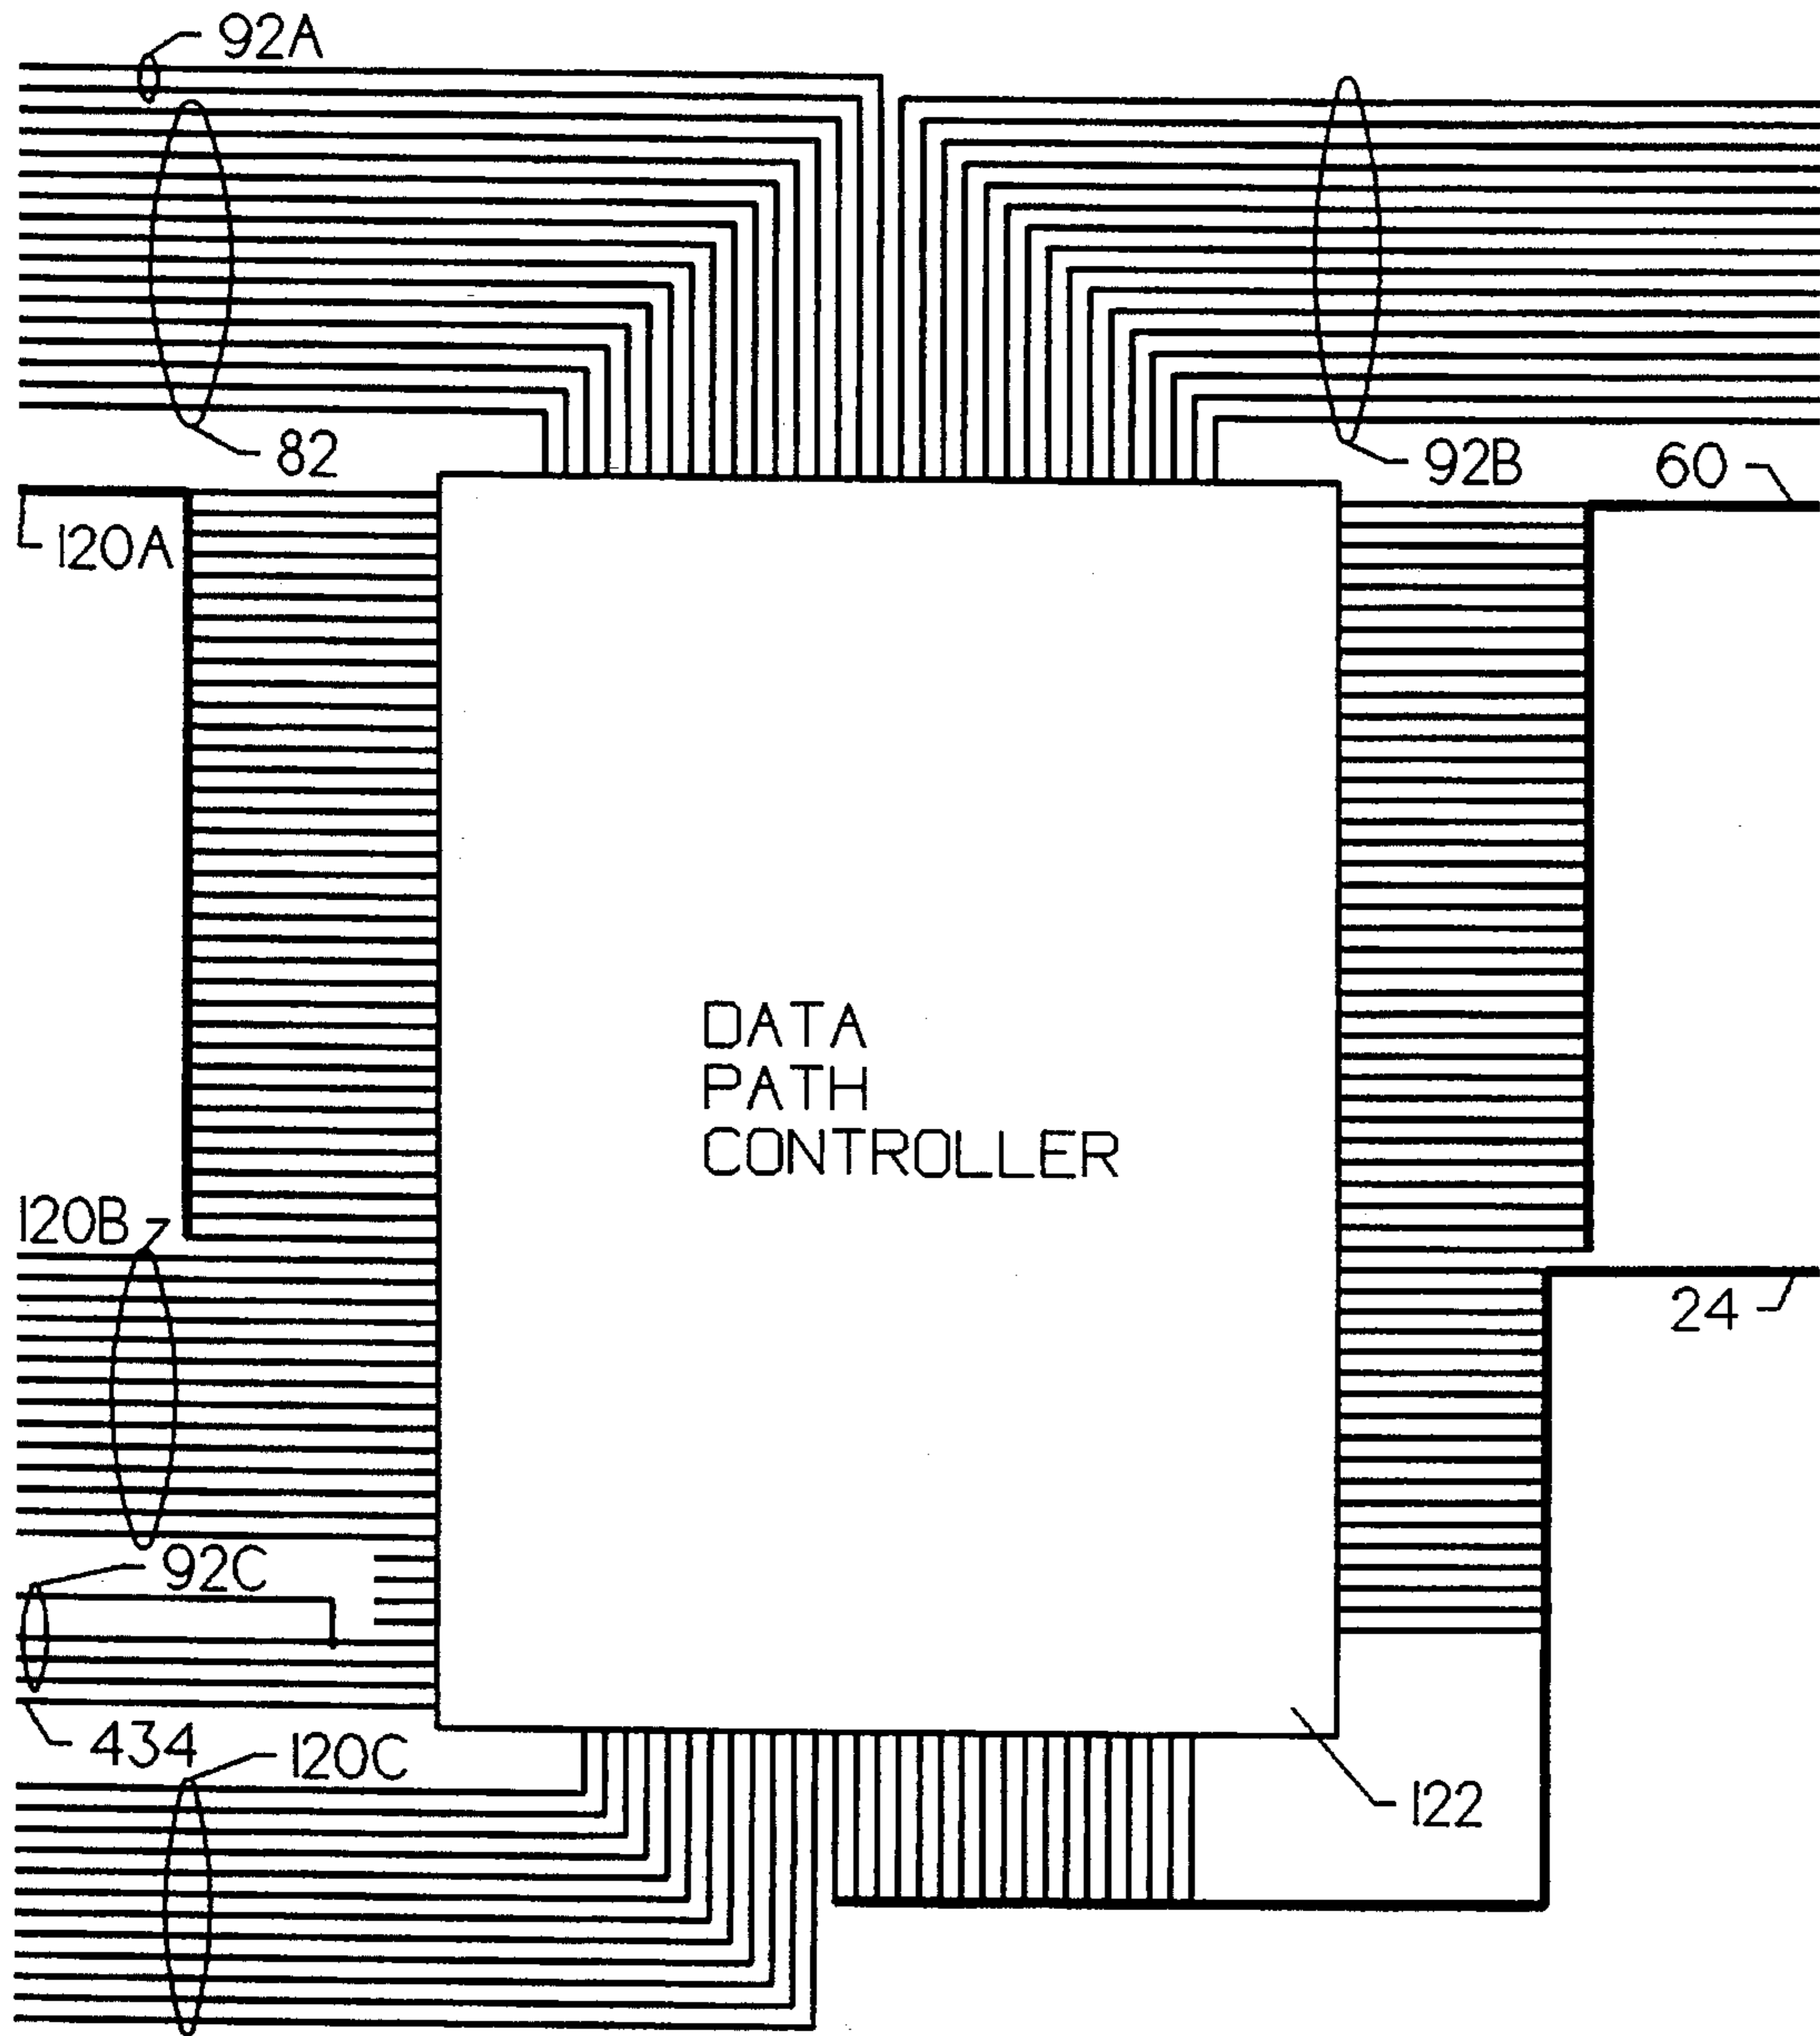 92A
82
92B
60
120A
DATA
PATH
CONTROLLER
120B
24
92C
434
120C
122